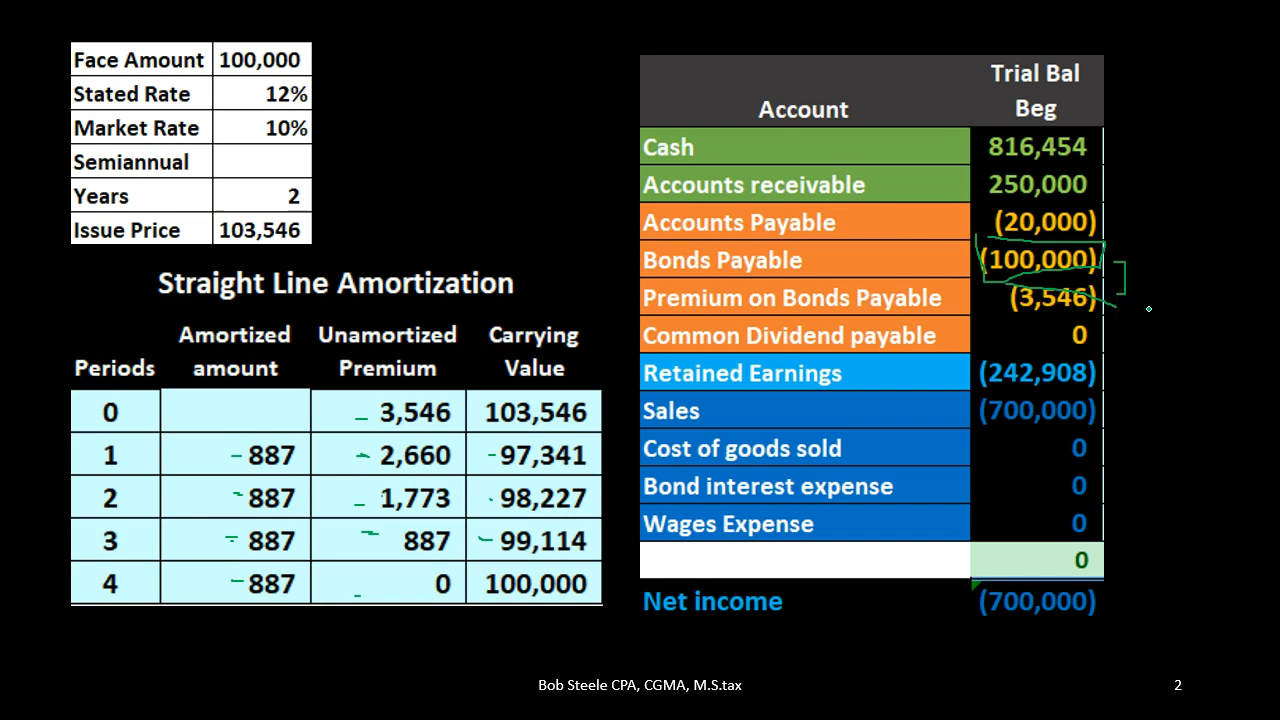 Face Amount 100,000
Stated Rate 12%
Market Rate 10%
Semiannual
Years 2
Issue Price 103,546
Straight Line Amortization
Periods Amortized amount Unamortized Premium Carrying Value
0 3,546 103,546
1 887 2,660 97,341
2 887 1,773 98,227
3 887 887 99,114
4 887 0 100,000
Account Trial Bal Beg
Cash 816,454
Accounts receivable 250,000
Accounts Payable (20,000)
Bonds Payable (100,000)
Premium on Bonds Payable (3,546)
Common Dividend payable 0
Retained Earnings (242,908)
Sales (700,000)
Cost of goods sold 0
Bond interest expense 0
Wages Expense 0
0
Net income (700,000)
Bob Steele CPA, CGMA, M.S.tax
2